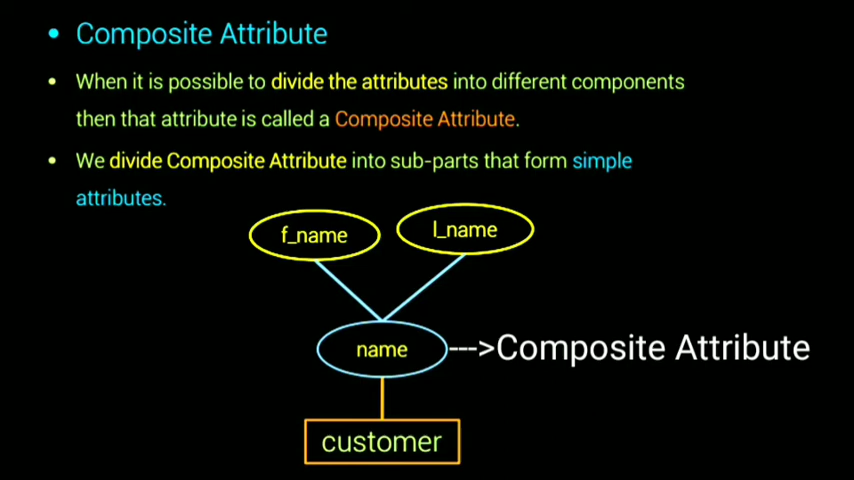 • Composite Attribute
• When it is possible to divide the attributes into different components
then that attribute is called a Composite Attribute.
• We divide Composite Attribute into sub-parts that form simple
attributes.
f_name
l_name
name
--->Composite Attribute
customer